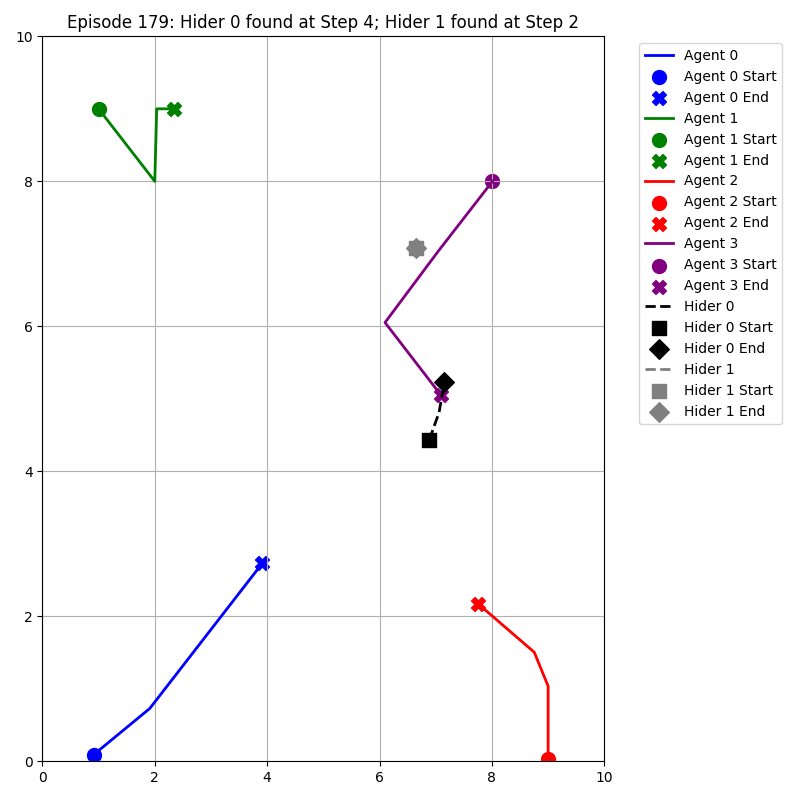 Episode 179: Hider 0 found at Step 4; Hider 1 found at Step 2
10
8
6
4
2
0
0 2 4 6 8 10
Agent 0
Agent 0 Start
Agent 0 End
Agent 1
Agent 1 Start
Agent 1 End
Agent 2
Agent 2 Start
Agent 2 End
Agent 3
Agent 3 Start
Agent 3 End
Hider 0
Hider 0 Start
Hider 0 End
Hider 1
Hider 1 Start
Hider 1 End